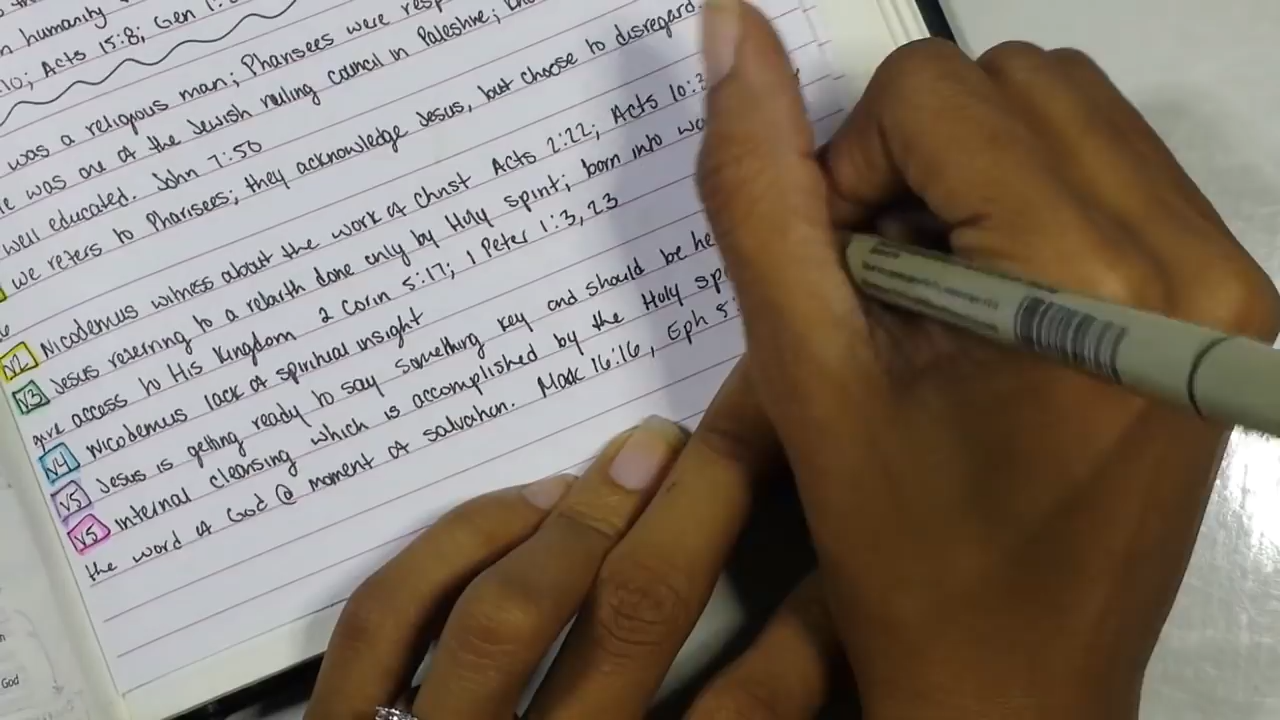 n humanity
10; Acts 15:8; Gen 1:
was a religious man; Pharisees were resp
was one of the Jewish ruling council in Palestine;
well educated. John 7:50
we refers to Pharisees; they acknowledge Jesus, but choose to disregard.
v2 Nicodemus witness about the work of Christ Acts 2:22; Acts 10:3
v3 Jesus referring to a rebirth done only by Holy spirit; born into
give access to His Kingdom 2 Corin 5:17; 1 Peter 1:3, 23
v4 Nicodemus lack of spiritual insight
v5 Jesus is getting ready to say something key and should be he
v5 Internal cleansing which is accomplished by the Holy sp
the word of God @ moment of salvation. Mark 16:16, Eph 5:
God